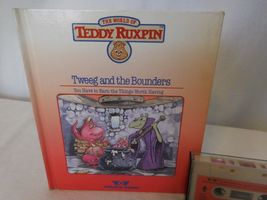 THE WORLD OF
TEDDY RUXPIN
Tweeg and the Bounders
You Have to Earn the Things Worth Having